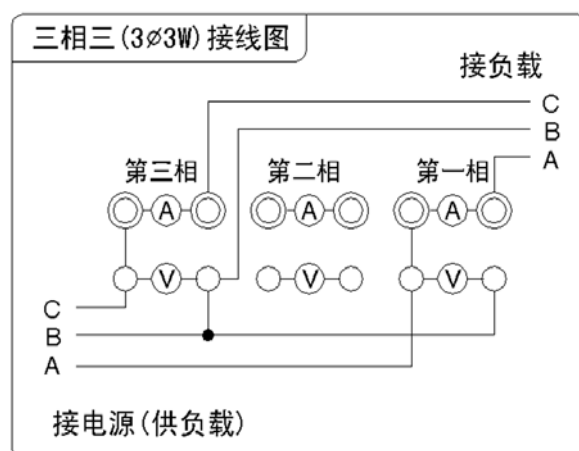 三相三(3ø3W)接线图
接负载
C
B
A
第三相 第二相 第一相
A A A
V V V
C
B
A
接电源(供负载)